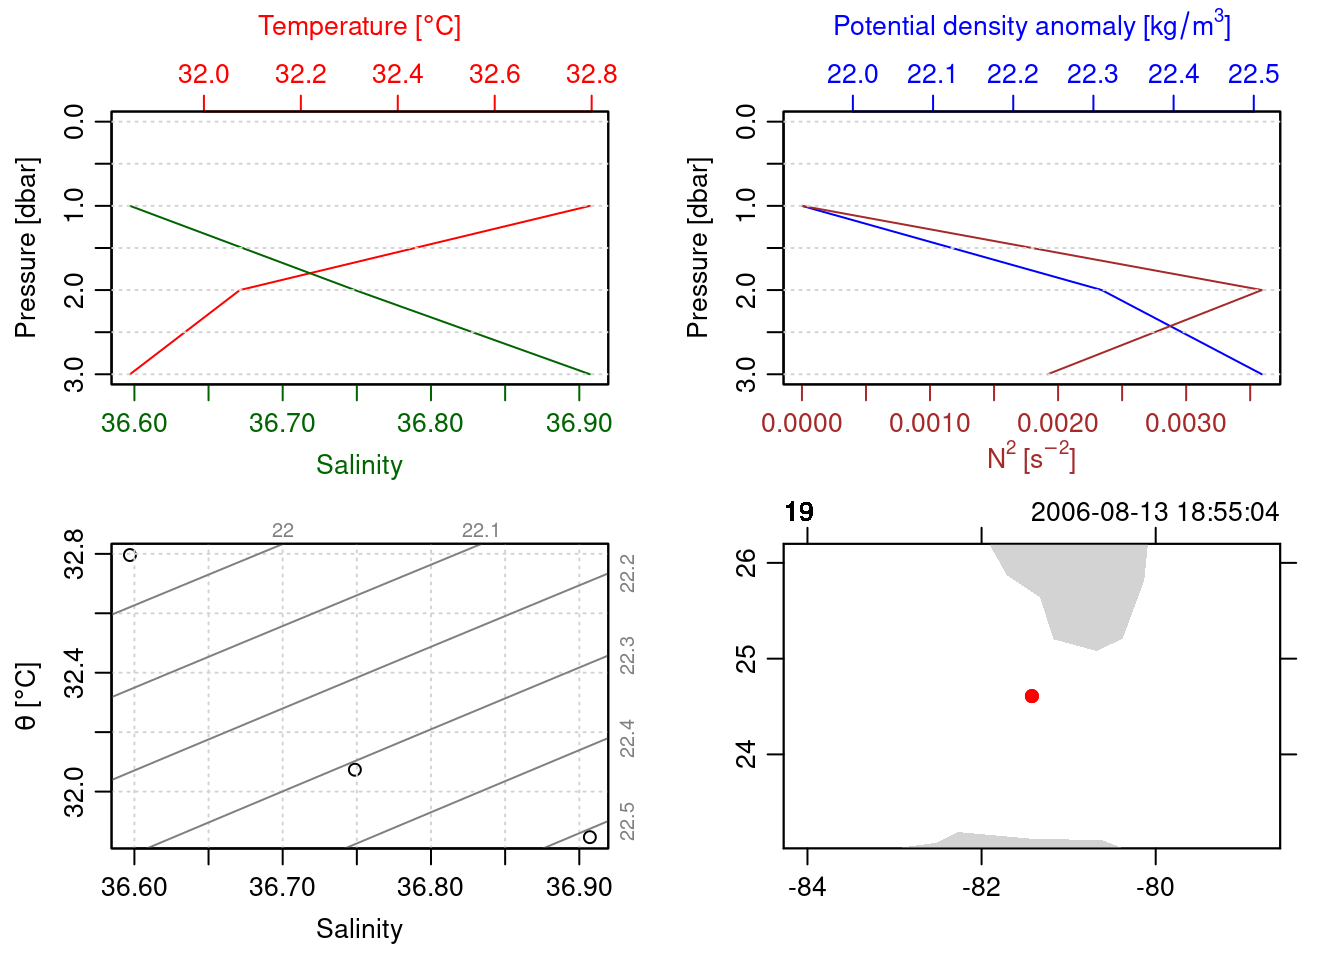 Temperature [°C]
32.0 32.2 32.4 32.6 32.8
0.0
1.0
2.0
3.0
Pressure [dbar]
36.60 36.70 36.80 36.90
Salinity
Potential density anomaly [kg/m³]
22.0 22.1 22.2 22.3 22.4 22.5
0.0
1.0
2.0
3.0
Pressure [dbar]
0.0000 0.0010 0.0020 0.0030
N² [s⁻²]
22 22.1
22.2
22.3
22.4
22.5
32.8
32.4
32.0
θ [°C]
36.60 36.70 36.80 36.90
Salinity
19 2006-08-13 18:55:04
26
25
24
-84 -82 -80